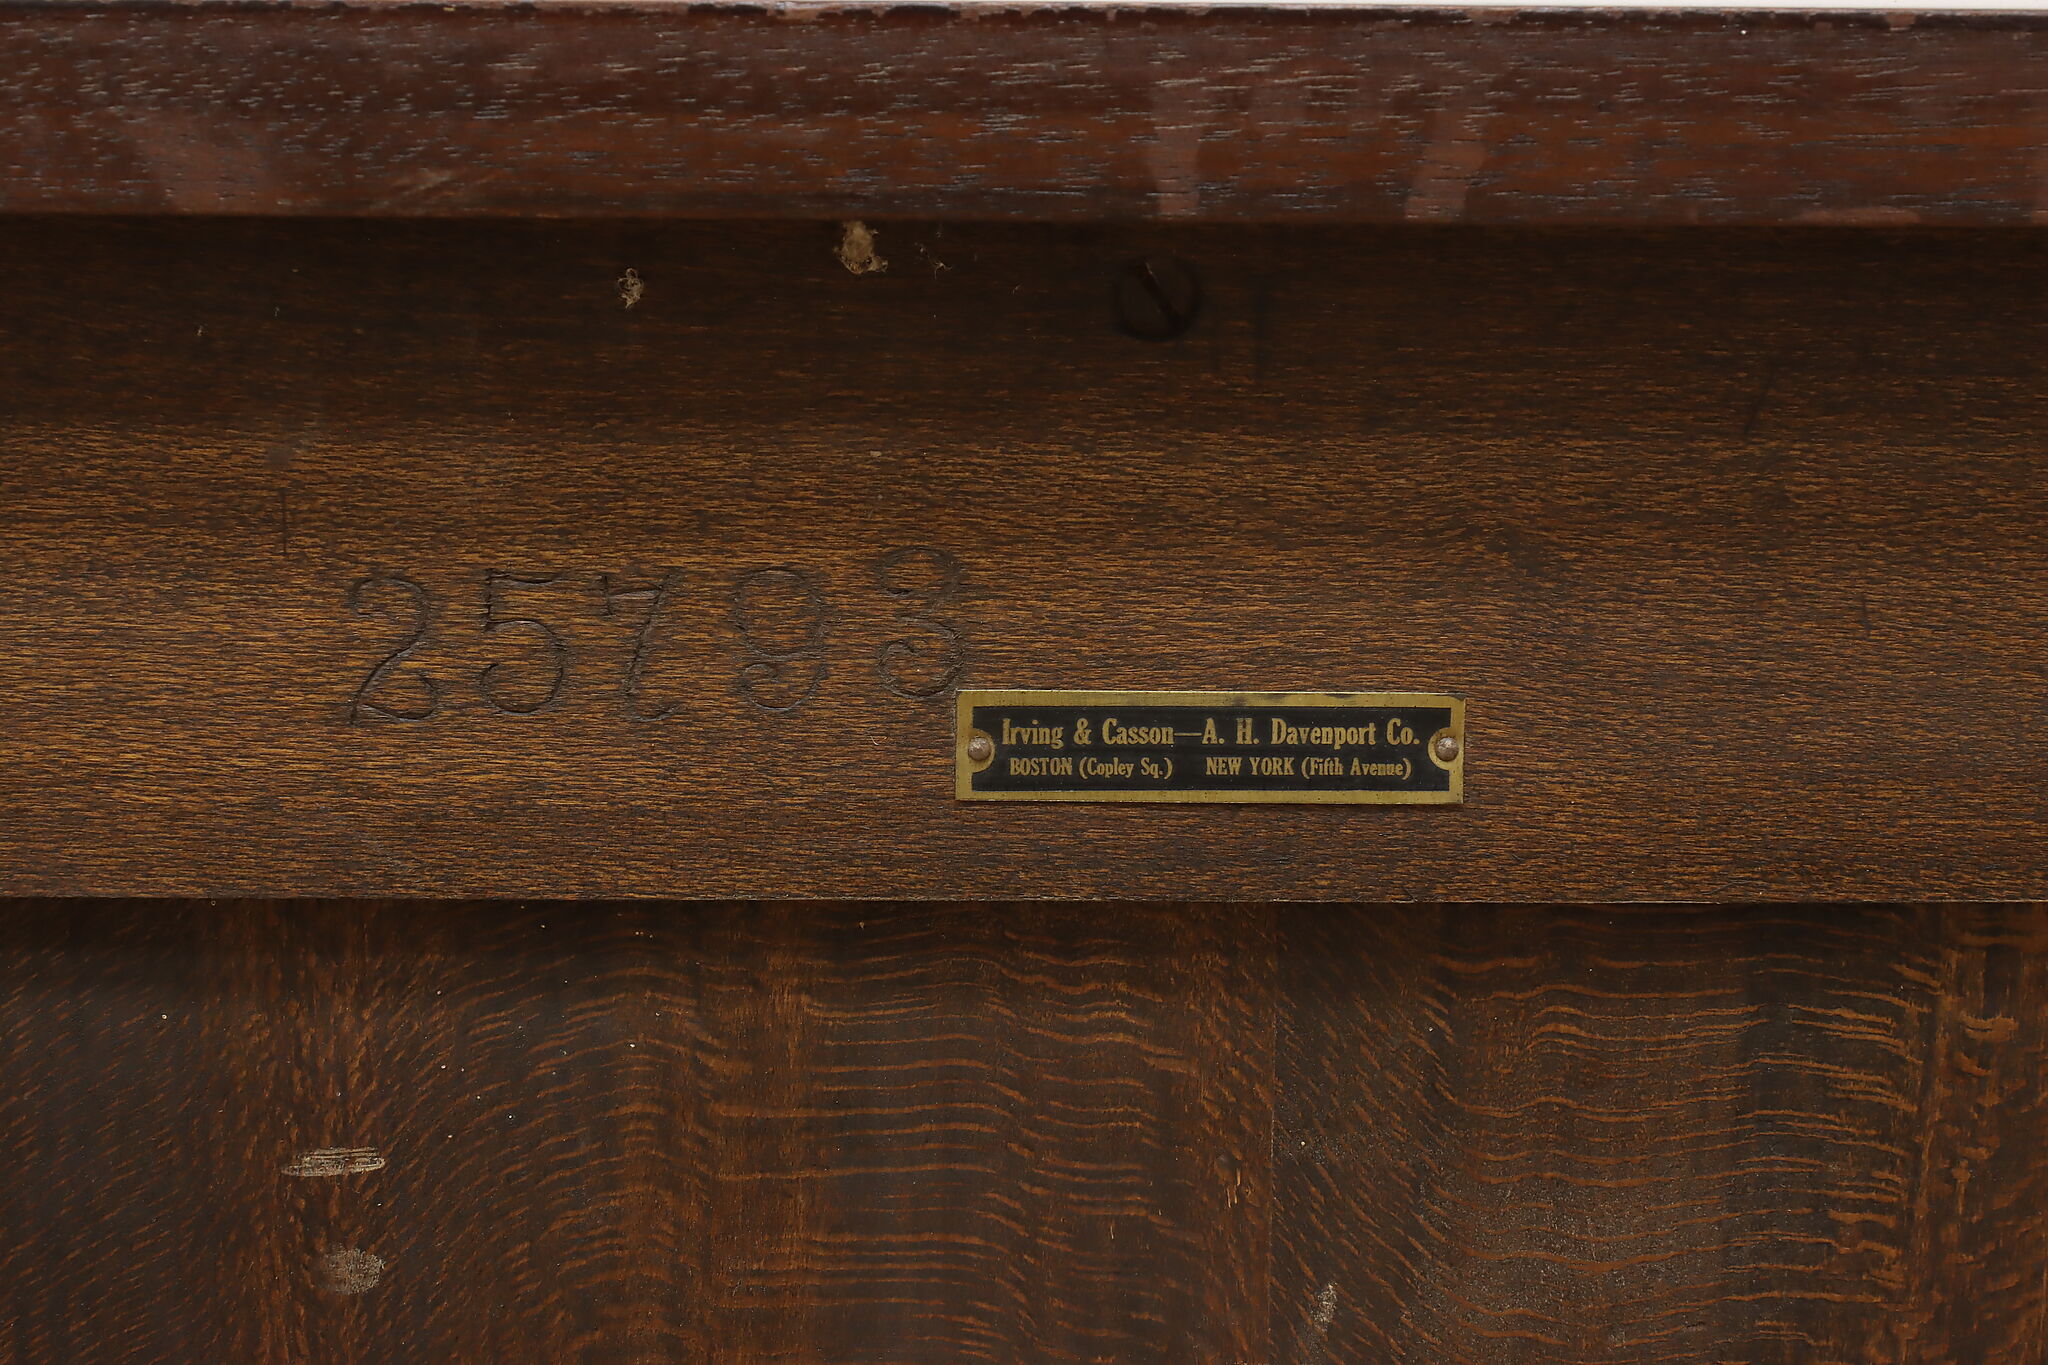 25793
Irving & Casson—A. H. Davenport Co.
BOSTON (Copley Sq.) NEW YORK (Fifth Avenue)